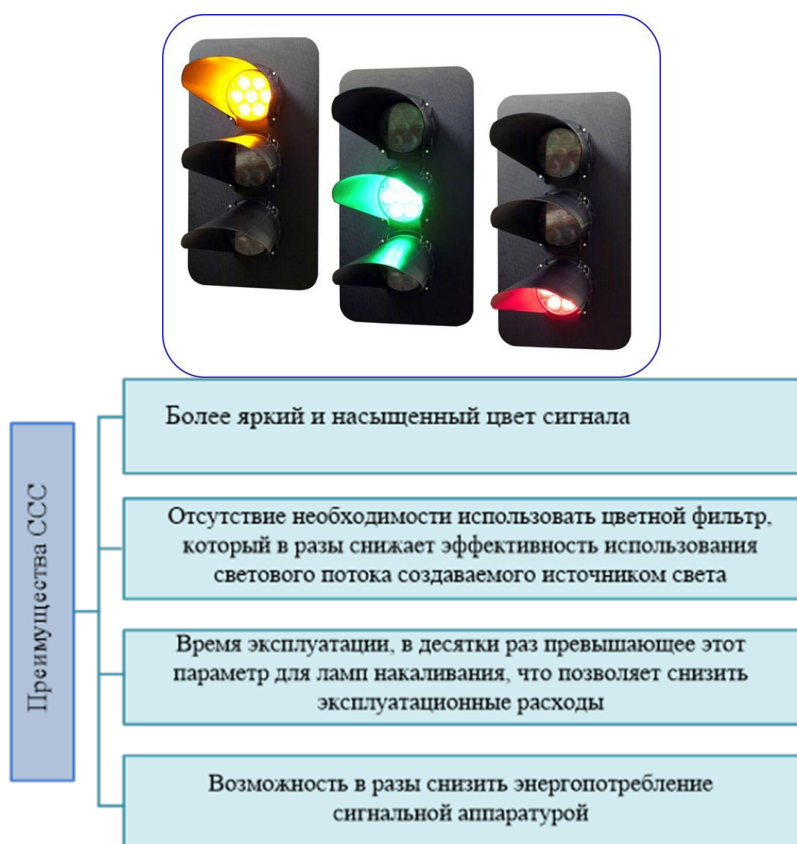 Преимущества ССС
Более яркий и насыщенный цвет сигнала
Отсутствие необходимости использовать цветной фильтр,
который в разы снижает эффективность использования
светового потока создаваемого источником света
Время эксплуатации, в десятки раз превышающее этот
параметр для ламп накаливания, что позволяет снизить
эксплуатационные расходы
Возможность в разы снизить энергопотребление
сигнальной аппаратурой